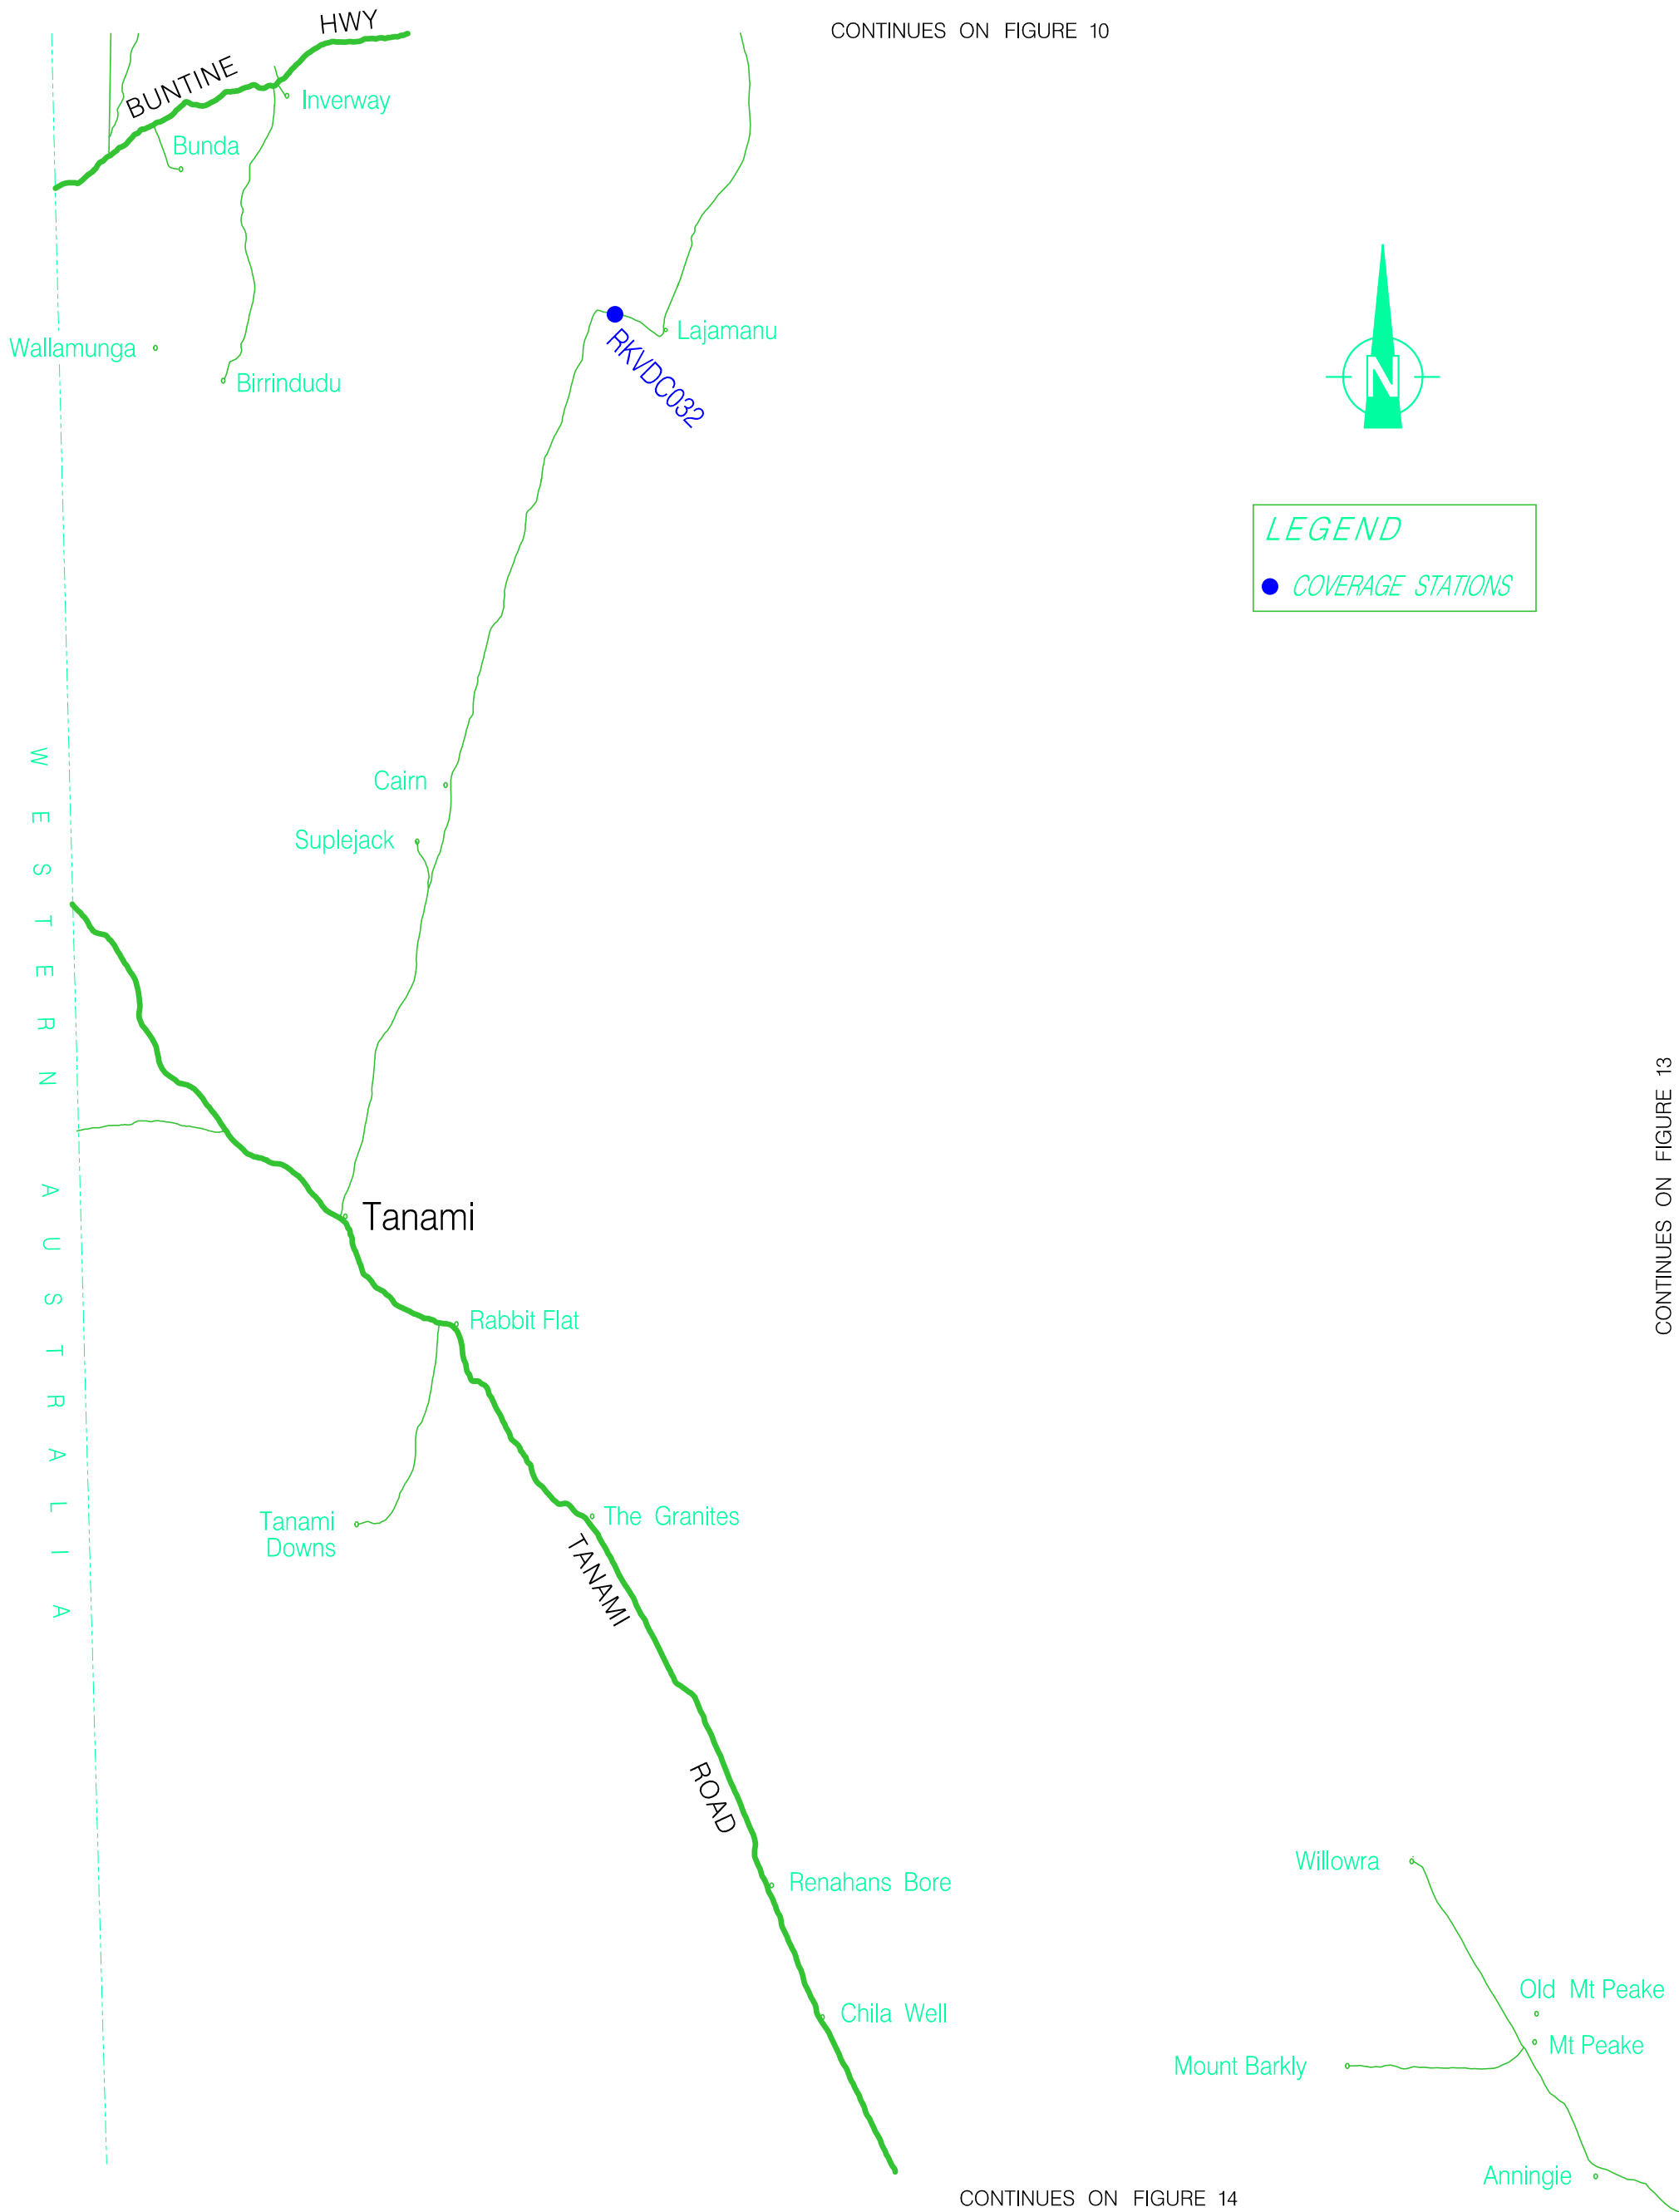 CONTINUES ON FIGURE 10
BUNTINE HWY
Inverway
Bunda
Lajamanu
Wallamunga
RKVDC032
Birrindudu
N
LEGEND
COVERAGE STATIONS
WESTERN AUSTRALIA
Cairn
Suplejack
CONTINUES ON FIGURE 13
Tanami
Rabbit Flat
The Granites
Tanami
Downs
TANAMI ROAD
Willowra
Renahans Bore
Old Mt Peake
Chila Well
Mt Peake
Mount Barkly
Anningie
CONTINUES ON FIGURE 14